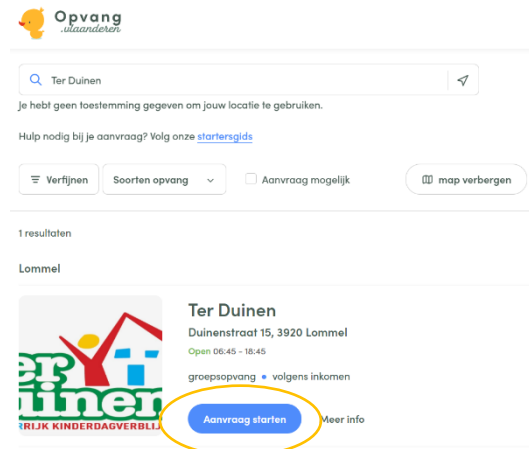 Opvang
.vlaanderen
Ter Duinen
Je hebt geen toestemming gegeven om jouw locatie te gebruiken.
Hulp nodig bij je aanvraag? Volg onze startersgids
Verfijnen Soorten opvang Aanvraag mogelijk map verbergen
1 resultaten
Lommel
Ter Duinen
Duinenstraat 15, 3920 Lommel
Open 06:45 - 18:45
groepsopvang • volgens inkomen
Aanvraag starten Meer info
er
uinen
RRIJK KINDERDAGVERBLIJ